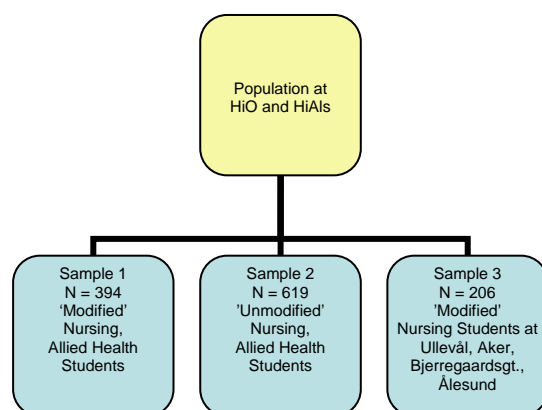 Population at
HiO and HiAls
Sample 1
N = 394
‘Modified’
Nursing,
Allied Health
Students
Sample 2
N = 619
’Unmodified’
Nursing,
Allied Health
Students
Sample 3
N = 206
’Modified’
Nursing Students at
Ullevål, Aker,
Bjerregaardsgt.,
Ålesund